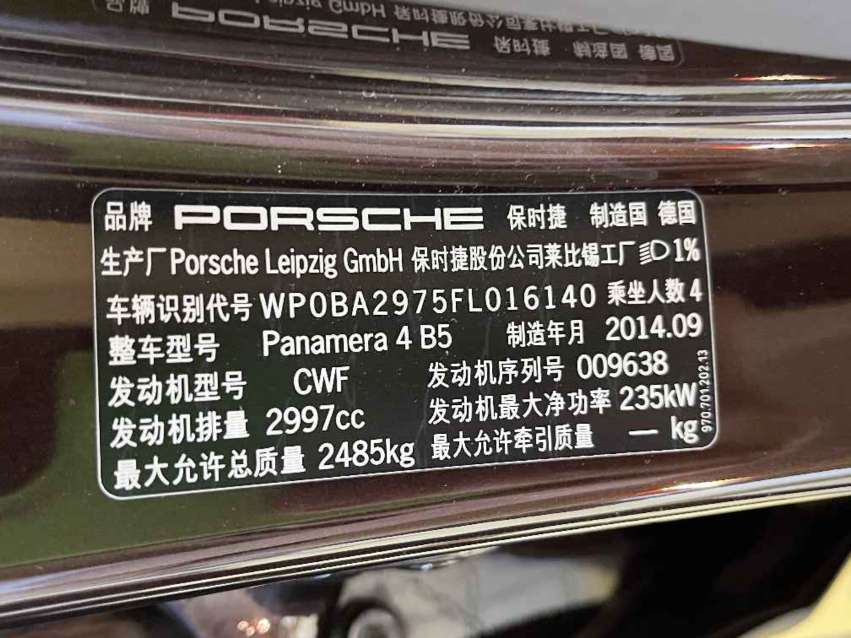 品牌 PORSCHE 保时捷 制造国 德国
生产厂 Porsche Leipzig GmbH 保时捷股份公司莱比锡工厂 1%
车辆识别代号 WP0BA2975FL016140 乘坐人数 4
整车型号 Panamera 4 B5 制造年月 2014.09
发动机型号 CWF 发动机序列号 009638
发动机排量 2997cc 发动机最大净功率 235kW
最大允许总质量 2485kg 最大允许牵引质量 — kg
970.701.202.13